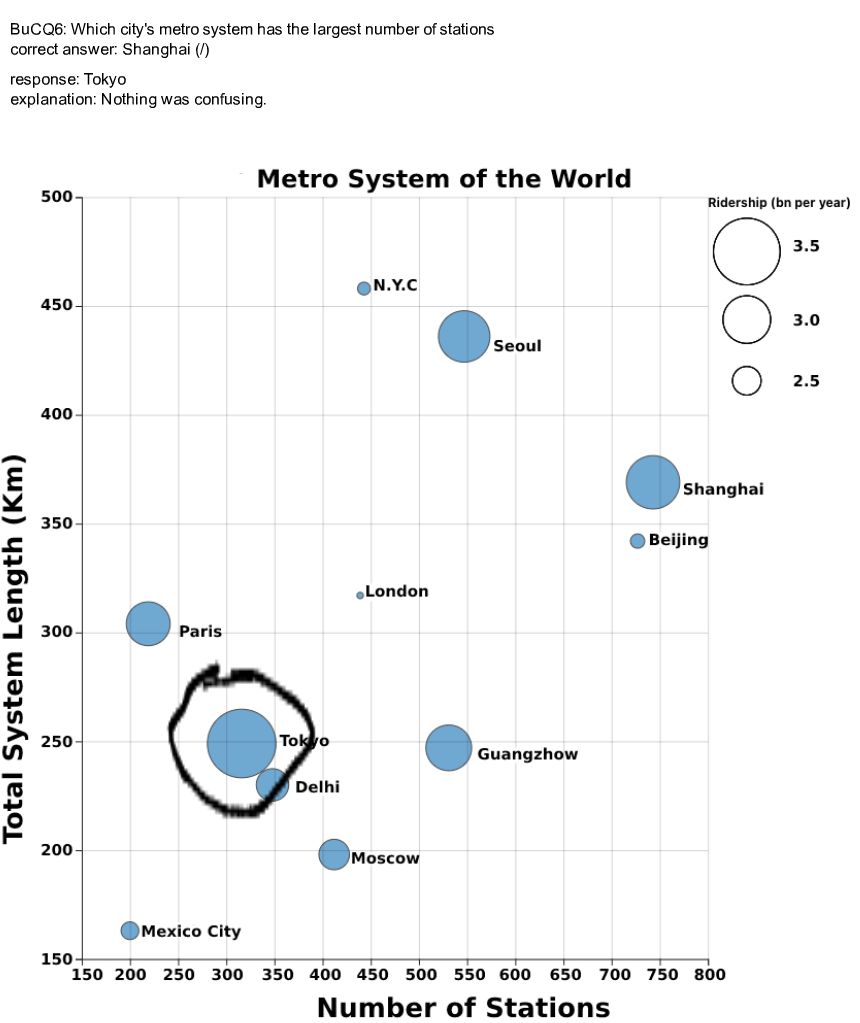 BuCQ6: Which city's metro system has the largest number of stations
correct answer: Shanghai (/)
response: Tokyo
explanation: Nothing was confusing.
Metro System of the World
Ridership (bn per year)
3.5
3.0
2.5
500
450
400
350
300
250
200
150
Total System Length (Km)
N.Y.C
Seoul
Shanghai
Beijing
London
Paris
Tokyo
Guangzhow
Delhi
Moscow
Mexico City
150 200 250 300 350 400 450 500 550 600 650 700 750 800
Number of Stations